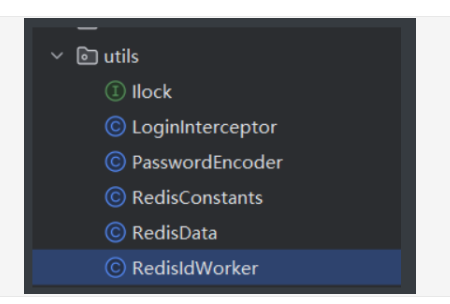 utils
Ilock
LoginInterceptor
PasswordEncoder
RedisConstants
RedisData
RedisIdWorker